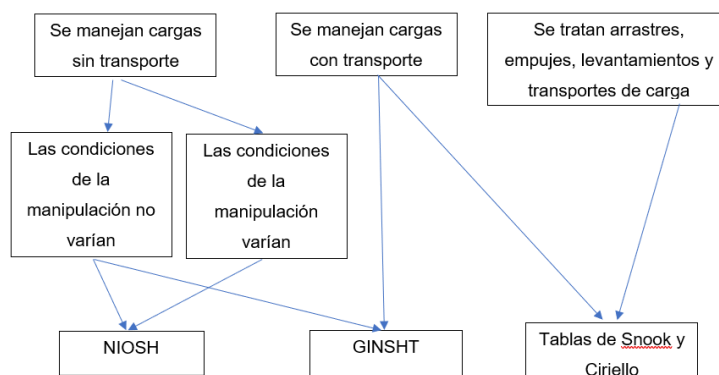 Se manejan cargas
sin transporte
Se manejan cargas
con transporte
Se tratan arrastres,
empujes, levantamientos y
transportes de carga
Las condiciones
de la
manipulación no
varían
Las condiciones
de la
manipulación
varían
NIOSH
GINSHT
Tablas de Snook y
Ciriello